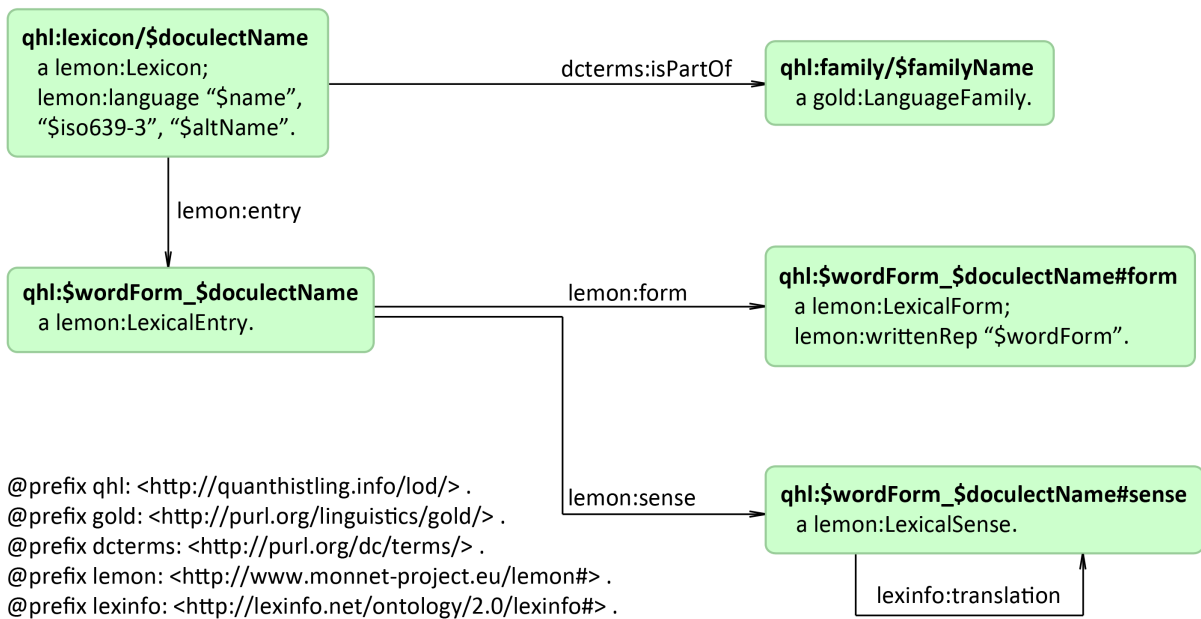 qhl:lexicon/$doculectName
a lemon:Lexicon;
lemon:language “$name”,
“$iso639-3”, “$altName”.
dcterms:isPartOf
qhl:family/$familyName
a gold:LanguageFamily.
lemon:entry
qhl:$wordForm_$doculectName
a lemon:LexicalEntry.
lemon:form
qhl:$wordForm_$doculectName#form
a lemon:LexicalForm;
lemon:writtenRep “$wordForm”.
lemon:sense
qhl:$wordForm_$doculectName#sense
a lemon:LexicalSense.
lexinfo:translation
@prefix qhl: <http://quanthistling.info/lod/> .
@prefix gold: <http://purl.org/linguistics/gold/> .
@prefix dcterms: <http://purl.org/dc/terms/> .
@prefix lemon: <http://www.monnet-project.eu/lemon#> .
@prefix lexinfo: <http://lexinfo.net/ontology/2.0/lexinfo#> .